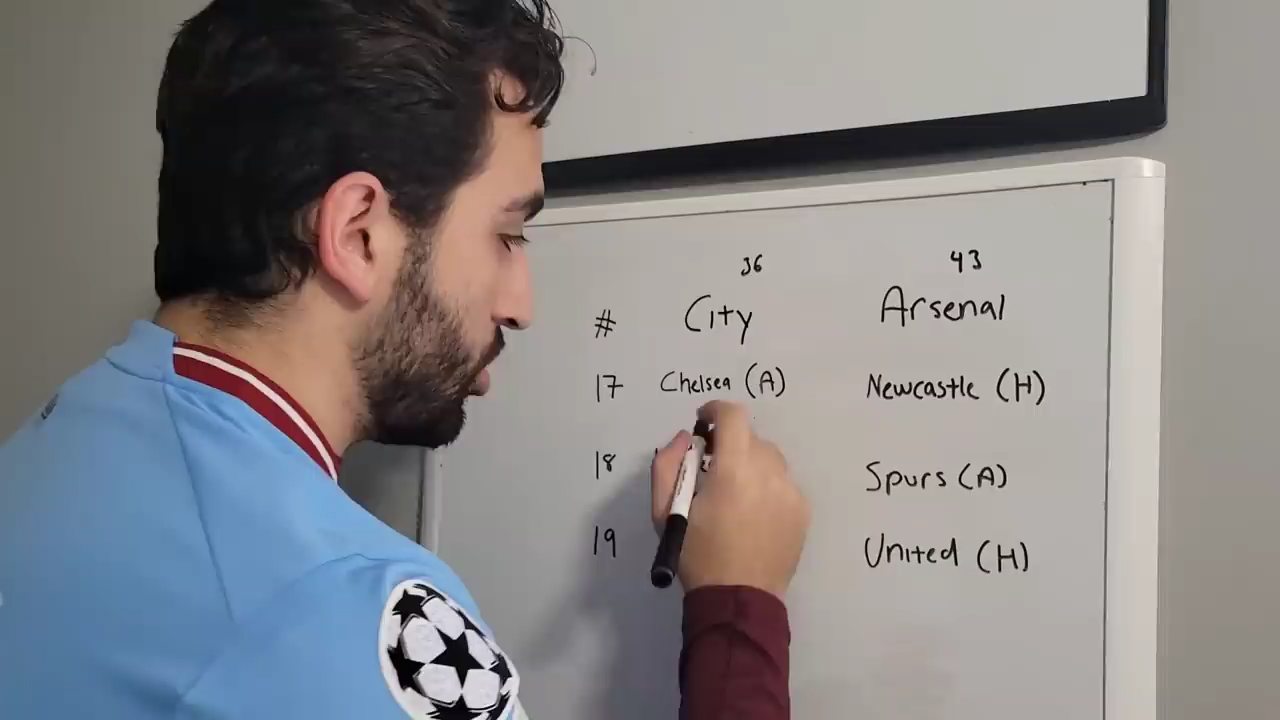 36 43
# City Arsenal
17 Chelsea (A) Newcastle (H)
18 Spurs (A)
19 United (H)